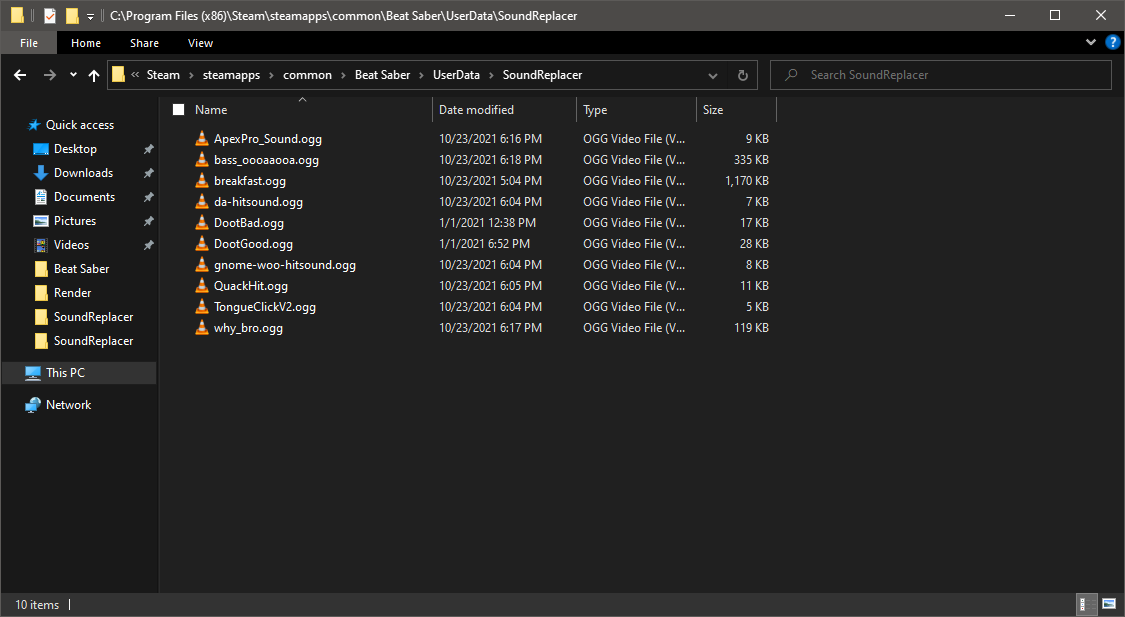 C:\Program Files (x86)\Steam\steamapps\common\Beat Saber\UserData\SoundReplacer
File Home Share View
« Steam › steamapps › common › Beat Saber › UserData › SoundReplacer
Search SoundReplacer
Quick access
Desktop
Downloads
Documents
Pictures
Videos
Beat Saber
Render
SoundReplacer
SoundReplacer
This PC
Network
Name Date modified Type Size
ApexPro_Sound.ogg 10/23/2021 6:16 PM OGG Video File (V... 9 KB
bass_oooaaooa.ogg 10/23/2021 6:18 PM OGG Video File (V... 335 KB
breakfast.ogg 10/23/2021 5:04 PM OGG Video File (V... 1,170 KB
da-hitsound.ogg 10/23/2021 6:04 PM OGG Video File (V... 7 KB
DootBad.ogg 1/1/2021 12:38 PM OGG Video File (V... 17 KB
DootGood.ogg 1/1/2021 6:52 PM OGG Video File (V... 28 KB
gnome-woo-hitsound.ogg 10/23/2021 6:04 PM OGG Video File (V... 8 KB
QuackHit.ogg 10/23/2021 6:05 PM OGG Video File (V... 11 KB
TongueClickV2.ogg 10/23/2021 6:04 PM OGG Video File (V... 5 KB
why_bro.ogg 10/23/2021 6:17 PM OGG Video File (V... 119 KB
10 items